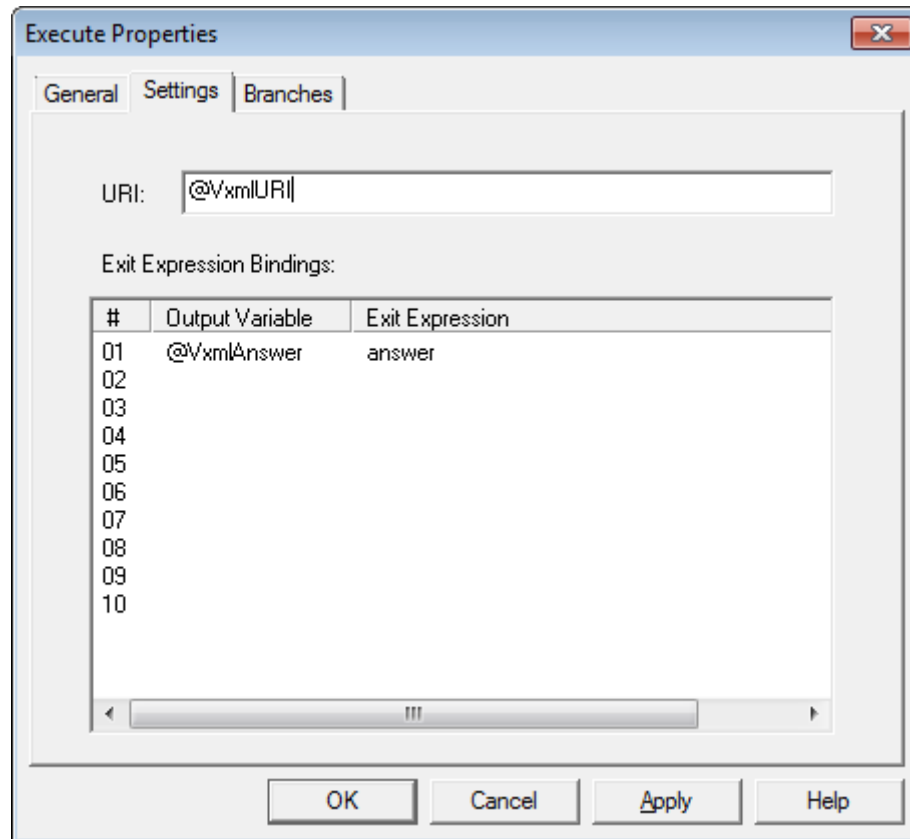 Execute Properties
General Settings Branches
URI: @VxmlURI
Exit Expression Bindings:
# Output Variable Exit Expression
01 @VxmlAnswer answer
02
03
04
05
06
07
08
09
10
OK Cancel Apply Help